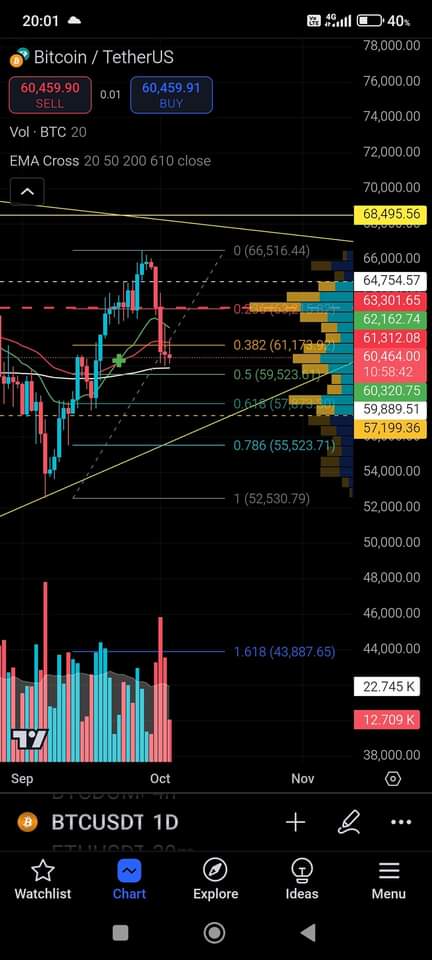 20:01
Vo LTE
4G
40%
Bitcoin / TetherUS
60,459.90
SELL
0.01
60,459.91
BUY
Vol · BTC 20
EMA Cross 20 50 200 610 close
78,000.00
76,000.00
74,000.00
72,000.00
70,000.00
68,495.56
66,000.00
64,754.57
63,301.65
62,162.74
61,312.08
60,464.00
10:58:42
60,320.75
59,889.51
57,199.36
54,000.00
52,000.00
50,000.00
48,000.00
46,000.00
44,000.00
22.745 K
12.709 K
38,000.00
0 (66,516.44)
0.382 (61,173.92)
0.5 (59,523.61)
0.618
0.786 (55,523.71)
1 (52,530.79)
1.618 (43,887.65)
Sep
Oct
Nov
BTCUSDT 1D
Watchlist
Chart
Explore
Ideas
Menu